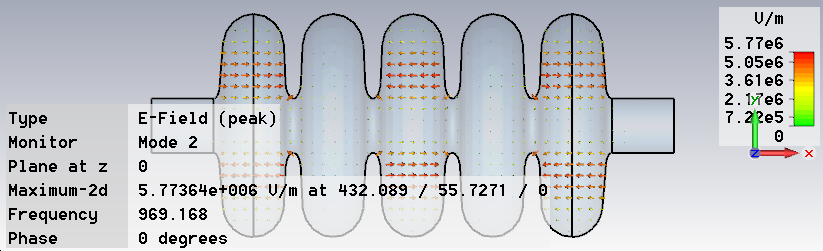 V/m
5.77e6
5.05e6
3.61e6
2.17e6
7.22e5
0
Y
Z
X
Type E-Field (peak)
Monitor Mode 2
Plane at z 0
Maximum-2d 5.77364e+006 V/m at 432.089 / 55.7271 / 0
Frequency 969.168
Phase 0 degrees